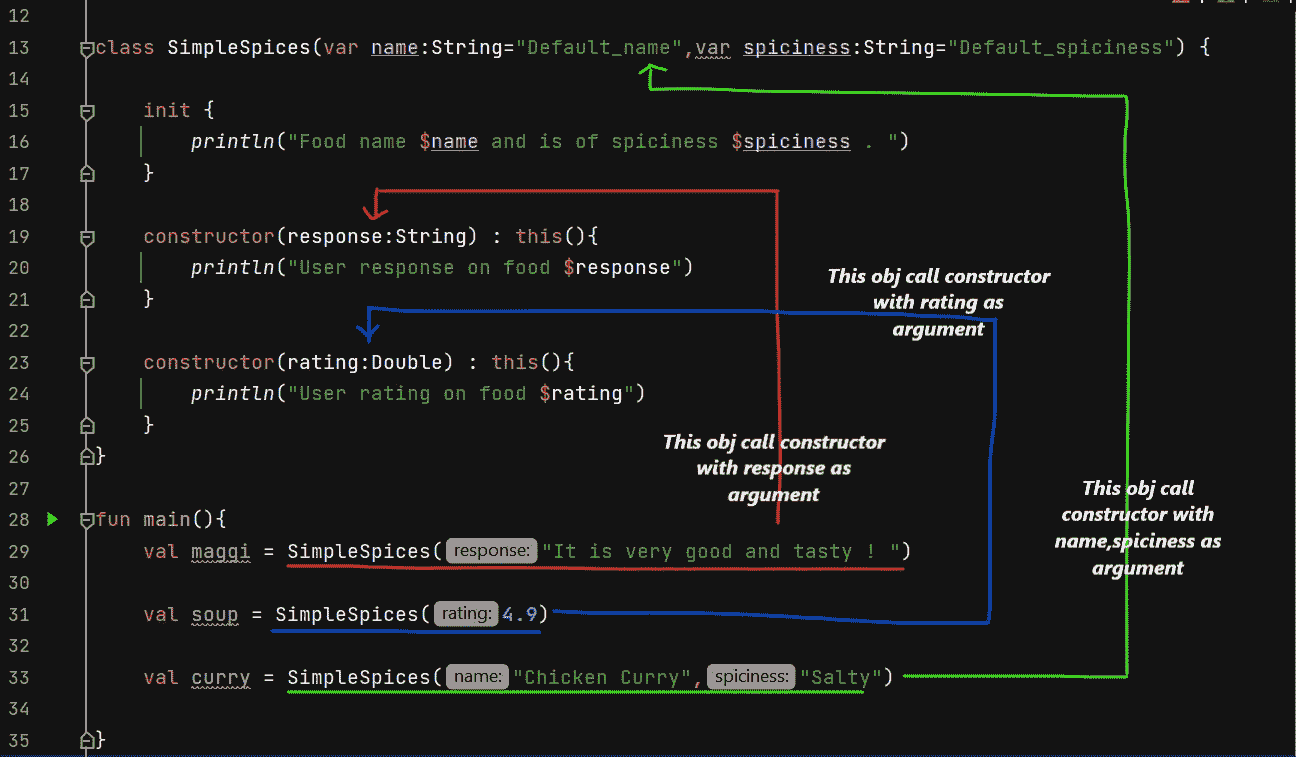 12
13 class SimpleSpices(var name:String="Default_name",var spiciness:String="Default_spiciness") {
14
15 init {
16 println("Food name $name and is of spiciness $spiciness . ")
17 }
18
19 constructor(response:String) : this(){
20 println("User response on food $response")
21 }
22
23 constructor(rating:Double) : this(){
24 println("User rating on food $rating")
25 }
26 }
27
28 fun main(){
29 val maggi = SimpleSpices( response: "It is very good and tasty ! ")
30
31 val soup = SimpleSpices( rating: 4.9)
32
33 val curry = SimpleSpices( name: "Chicken Curry", spiciness: "Salty")
34
35 }
This obj call constructor
with rating as
argument
This obj call constructor
with response as
argument
This obj call
constructor with
name,spiciness as
argument